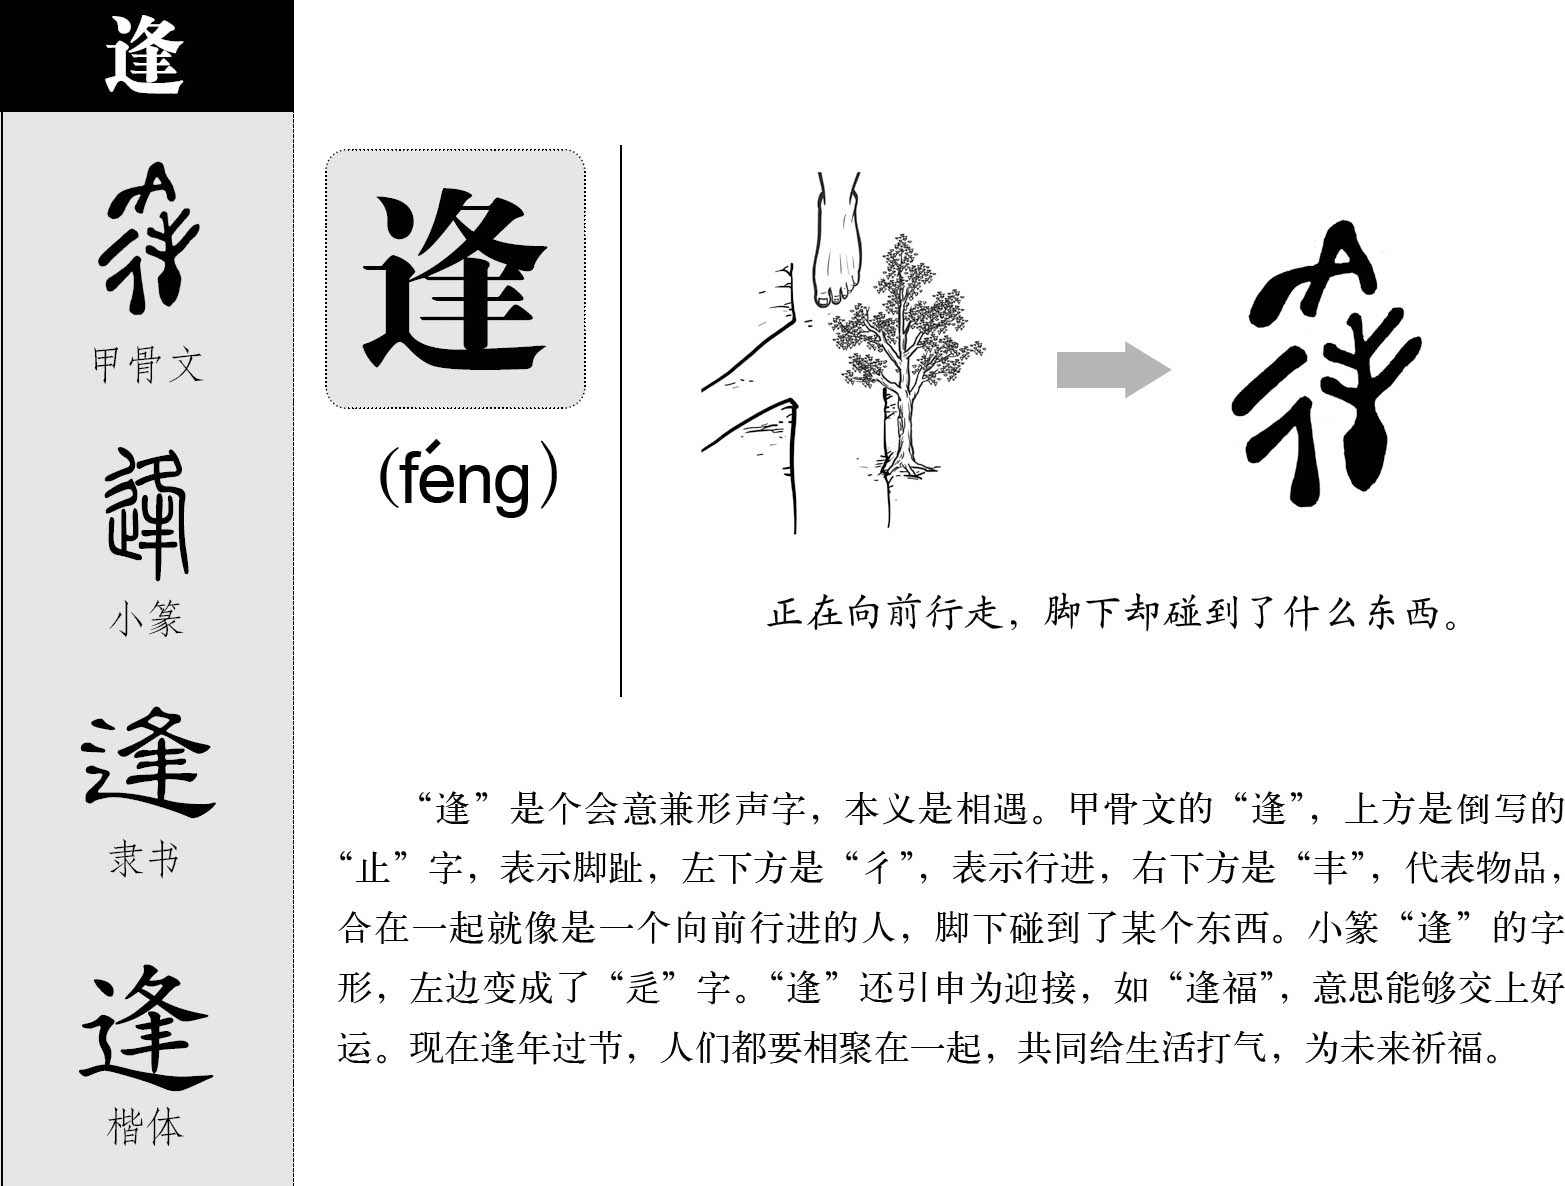 逢
逢
甲骨文
逢
小篆
逢
隶书
逢
楷体
逢
(féng)
正在向前行走，脚下却碰到了什么东西。
“逢”是个会意兼形声字，本义是相遇。甲骨文的“逢”，上方是倒写的
“止”字，表示脚趾，左下方是“彳”，表示行进，右下方是“丰”，代表物品，
合在一起就像是一个向前行进的人，脚下碰到了某个东西。小篆“逢”的字
形，左边变成了“辵”字。“逢”还引申为迎接，如“逢福”，意思能够交上好
运。现在逢年过节，人们都要相聚在一起，共同给生活打气，为未来祈福。